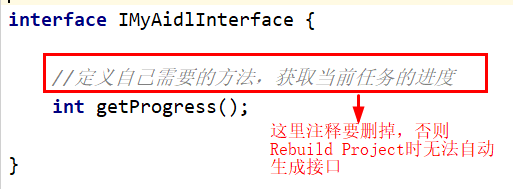 interface IMyAidlInterface {
//定义自己需要的方法，获取当前任务的进度
int getProgress();
这里注释要删掉，否则
Rebuild Project时无法自动
生成接口
}